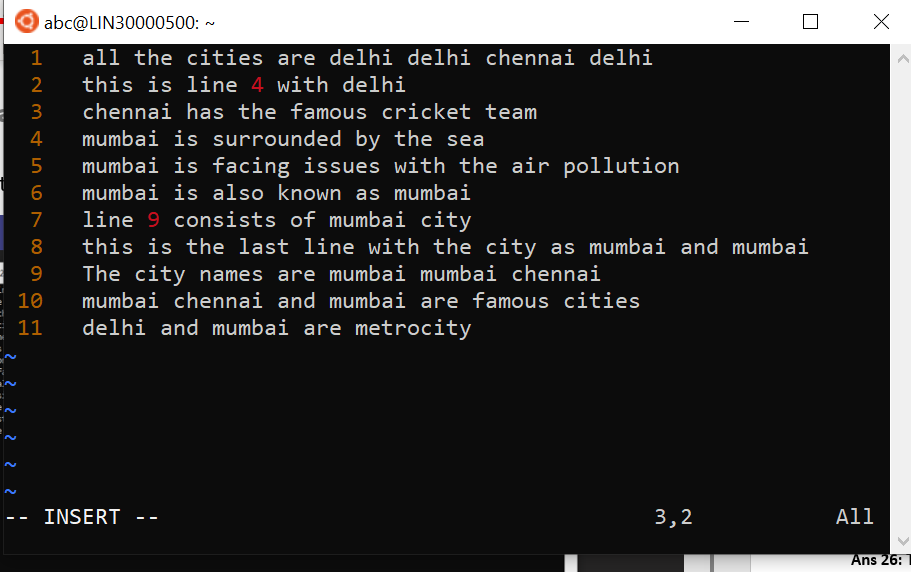 abc@LIN30000500: ~
1 all the cities are delhi delhi chennai delhi
2 this is line 4 with delhi
3 chennai has the famous cricket team
4 mumbai is surrounded by the sea
5 mumbai is facing issues with the air pollution
6 mumbai is also known as mumbai
7 line 9 consists of mumbai city
8 this is the last line with the city as mumbai and mumbai
9 The city names are mumbai mumbai chennai
10 mumbai chennai and mumbai are famous cities
11 delhi and mumbai are metrocity
~
~
~
~
~
~
-- INSERT -- 3,2 All
Ans 26: